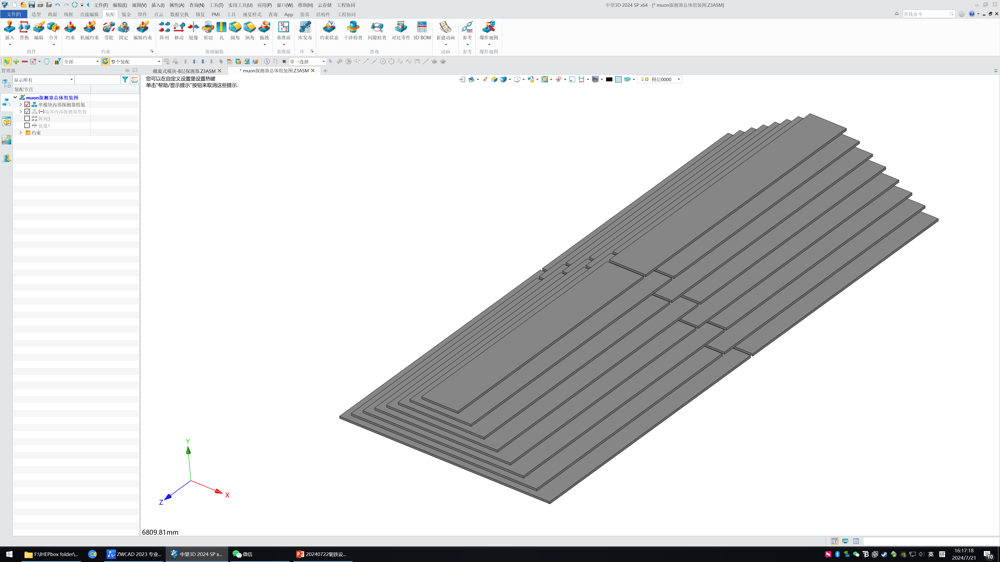 文件(F) 编辑(E) 视图(V) 插入(I) 属性(A) 查询(N) 工具(T) 实用工具(U) 应用(P) 窗口(W) 帮助(H) 云存储 工程协同
中望3D 2024 SP x64 - [* muon探测器总体组装图.Z3ASM]
文件(F) 造型 曲面 线框 直接编辑 装配 钣金 焊件 点云 数据交换 修复 PMI 工具 视觉样式 查询 App 仿真 结构件 工程协同
查找命令
插入 替换 编辑 合并 约束 机械约束 带轮 固定 编辑约束 阵列 移动 镜像 剪切 孔 圆角 倒角 拖拽 基准面 库发布 约束状态 干涉检查 间隙检查 对比零件 3D BOM 新建动画 参考 爆炸视图
组件 约束 基础编辑 基准面 库 查询 动画 参考 爆炸视图
全部 整个装配 单一选择
管理器
螺旋式模块-8层探测器.Z3ASM
* muon探测器总体组装图.Z3ASM
显示所有
装配节点
muon探测器总体组装图
单模块内部探测器组装
(−)端部内部探测器组装
阵列3
镜像1
约束
您可以在自定义设置里设置热键
单击"帮助/显示提示"按钮来取消这些提示.
图层0000
Y
X
Z
6809.81mm
F:\IHEPbox folder\...
ZWCAD 2023 专业...
中望3D 2024 SP x...
微信
20240722轭铁设...
英
拼
16:17:18
2024/7/21
10